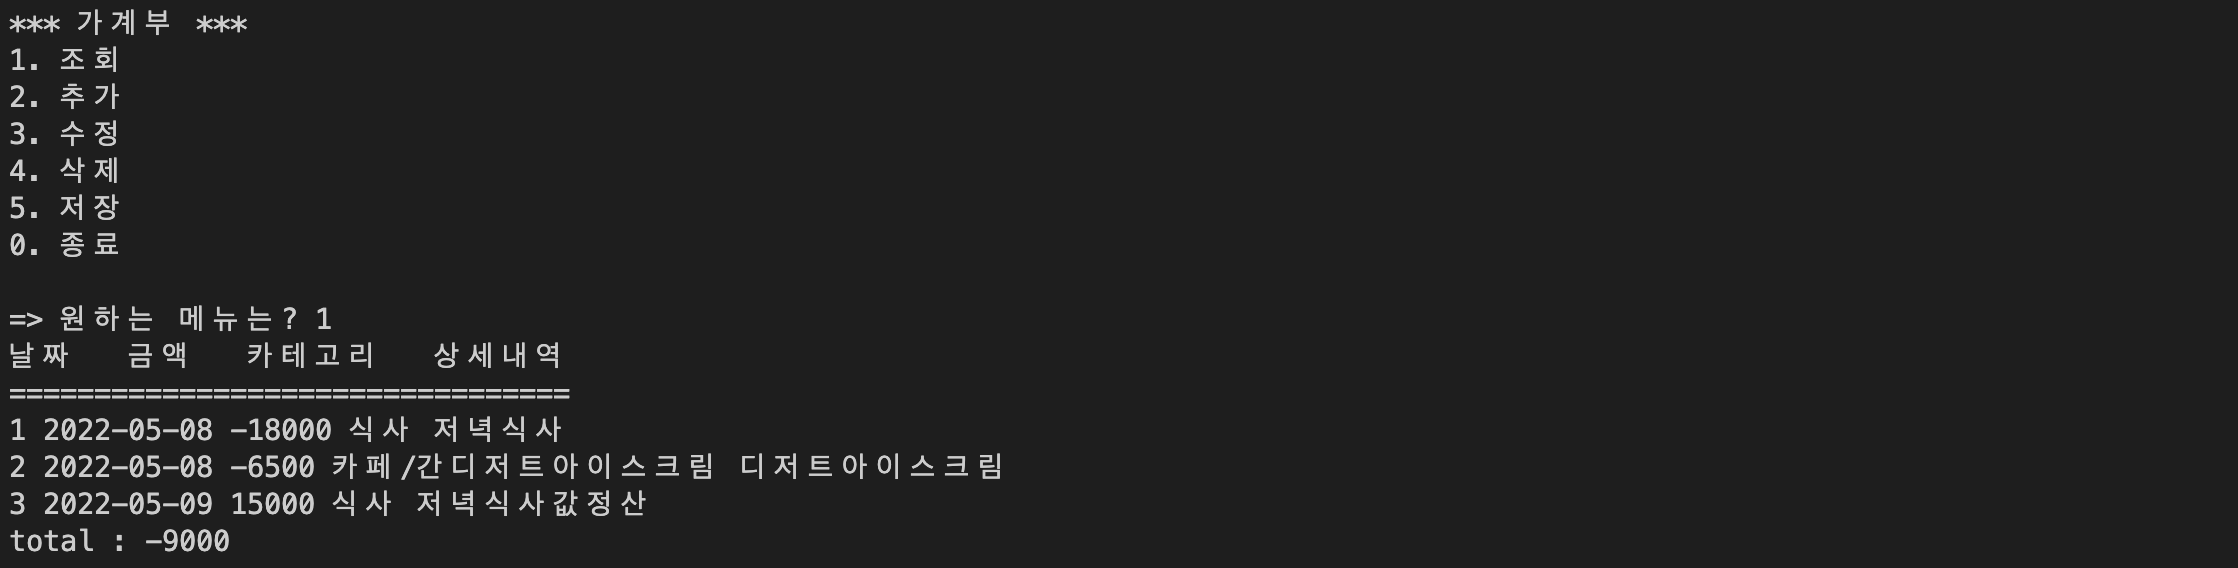 *** 가계부 ***
1. 조회
2. 추가
3. 수정
4. 삭제
5. 저장
0. 종료
=> 원하는 메뉴는? 1
날짜 금액 카테고리 상세내역
=================================
1 2022-05-08 -18000 식사 저녁식사
2 2022-05-08 -6500 카페/간디저트아이스크림 디저트아이스크림
3 2022-05-09 15000 식사 저녁식사값정산
total : -9000